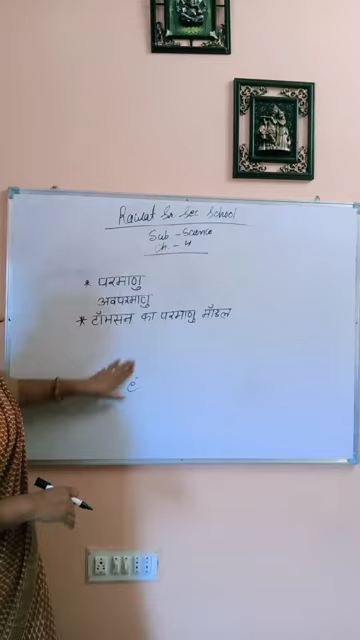 Rawat Sr Sec School
Sub - Science
Ch. - 4
* परमाणु
अवपरमाणु
* टॉमसन का परमाणु मॉडल
e⁻